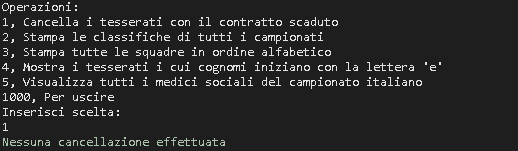 Operazioni:
1, Cancella i tesserati con il contratto scaduto
2, Stampa le classifiche di tutti i campionati
3, Stampa tutte le squadre in ordine alfabetico
4, Mostra i tesserati i cui cognomi iniziano con la lettera 'e'
5, Visualizza tutti i medici sociali del campionato italiano
1000, Per uscire
Inserisci scelta:
1
Nessuna cancellazione effettuata